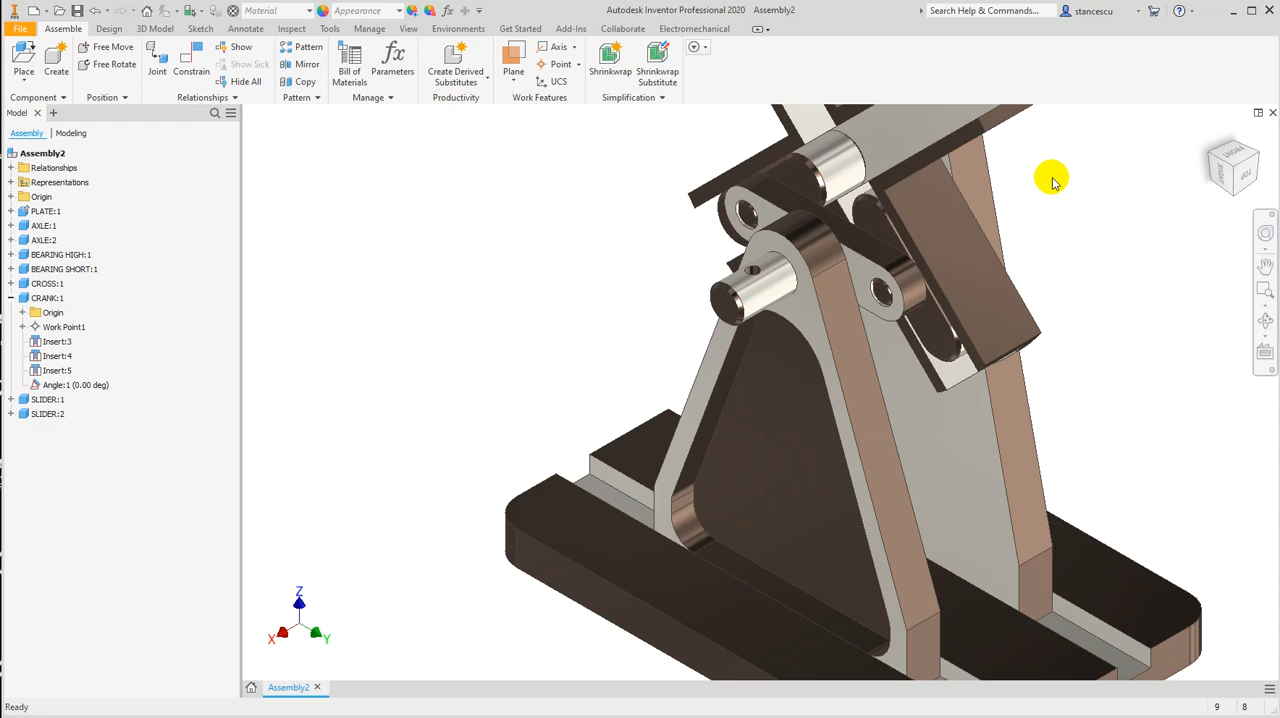 Material
Appearance
Autodesk Inventor Professional 2020 Assembly2
Search Help & Commands...
stancescu
File Assemble Design 3D Model Sketch Annotate Inspect Tools Manage View Environments Get Started Add-Ins Collaborate Electromechanical
Place
Create
Free Move
Free Rotate
Joint
Constrain
Show
Show Sick
Hide All
Pattern
Mirror
Copy
Bill of
Materials
Parameters
Create Derived
Substitutes
Plane
Axis
Point
UCS
Shrinkwrap
Shrinkwrap
Substitute
Component Position Relationships Pattern Manage Productivity Work Features Simplification
Model
Assembly Modeling
Assembly2
Relationships
Representations
Origin
PLATE:1
AXLE:1
AXLE:2
BEARING HIGH:1
BEARING SHORT:1
CROSS:1
CRANK:1
Origin
Work Point1
Insert:3
Insert:4
Insert:5
Angle:1 (0.00 deg)
SLIDER:1
SLIDER:2
FRONT
TOP
Z
X
Y
Assembly2
Ready
9 8